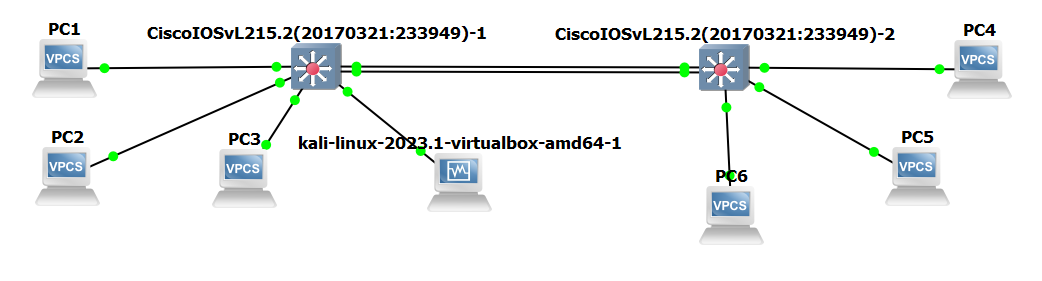 PC1
CiscoIOSvL215.2(20170321:233949)-1
CiscoIOSvL215.2(20170321:233949)-2
PC4
VPCS
VPCS
PC2
PC3
kali-linux-2023.1-virtualbox-amd64-1
PC5
VPCS
VPCS
VPCS
PC6
VPCS